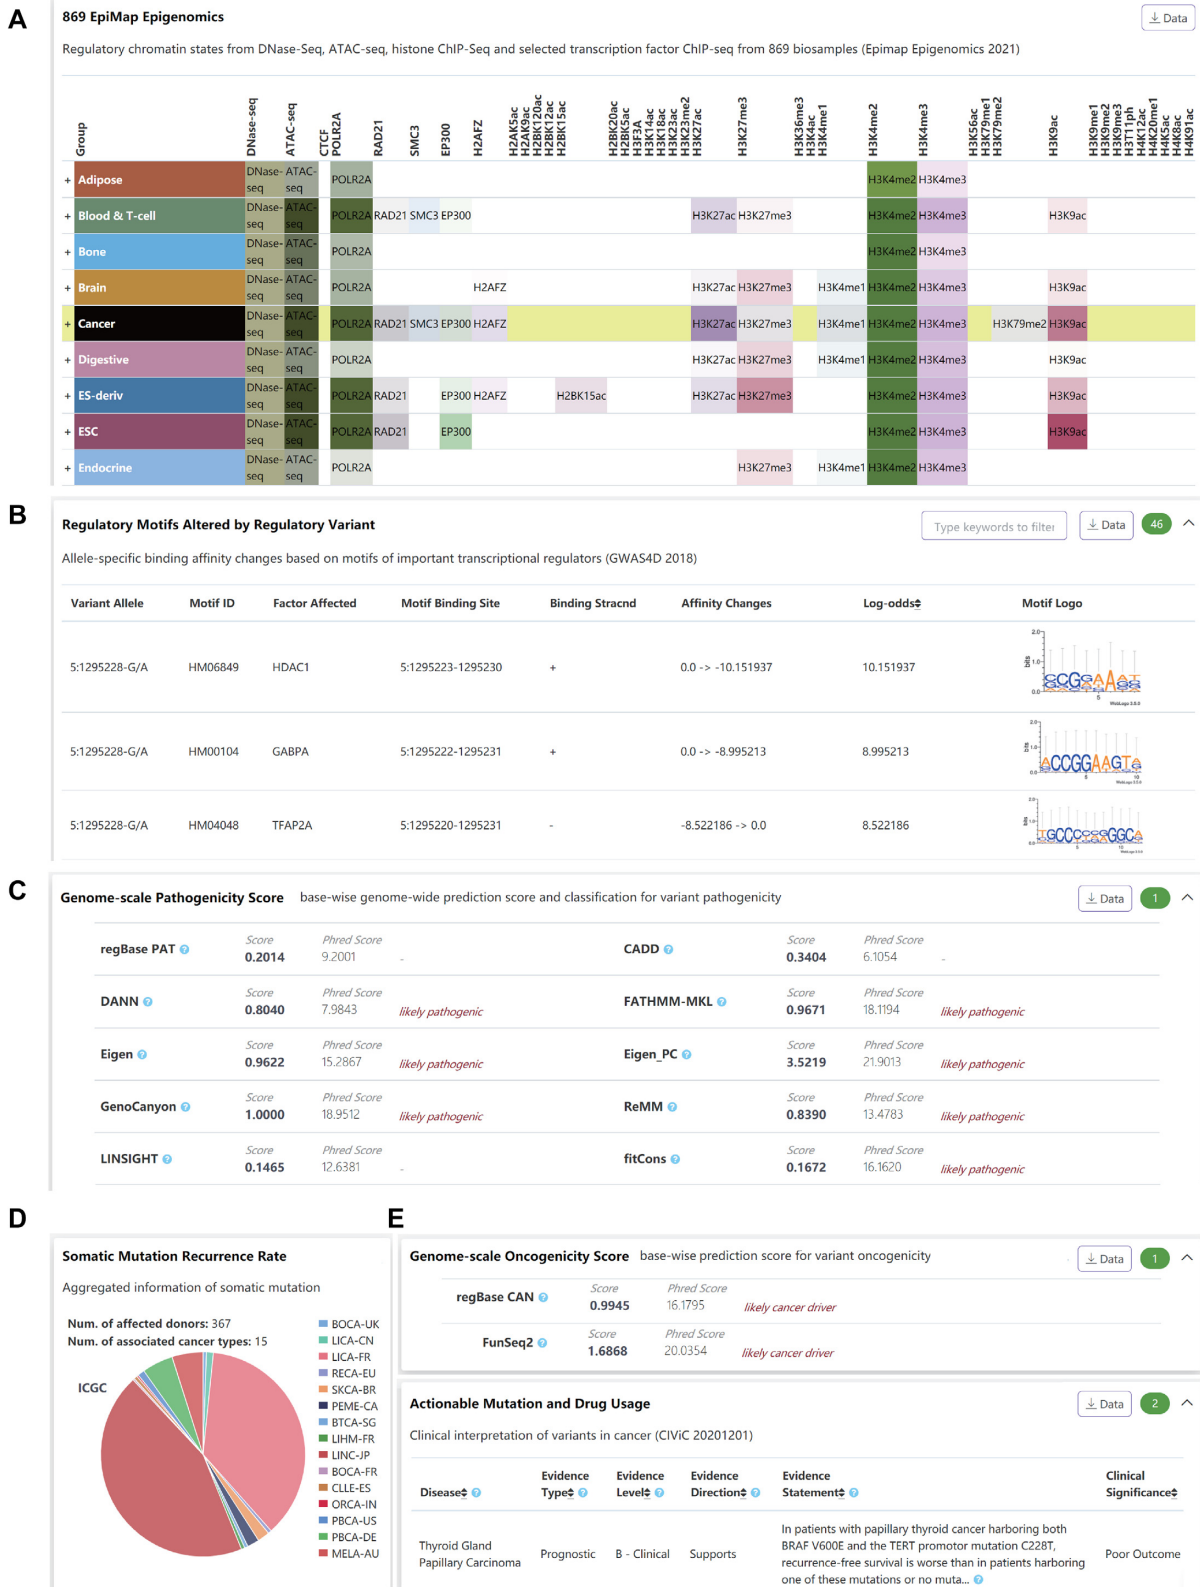 A
869 EpiMap Epigenomics
Data
Regulatory chromatin states from DNase-Seq, ATAC-seq, histone ChIP-Seq and selected transcription factor ChIP-seq from 869 biosamples (Epimap Epigenomics 2021)
Group DNase-seq ATAC-seq CTCF POLR2A RAD21 SMC3 EP300 H2AFZ H2AK5ac H2AK9ac H2BK120ac H2BK12ac H2BK15ac H2BK20ac H2BK5ac H3F3A H3K14ac H3K18ac H3K23ac H3K23me2 H3K27ac H3K27me3 H3K36me3 H3K4ac H3K4me1 H3K4me2 H3K4me3 H3K56ac H3K79me1 H3K79me2 H3K9ac H3K9me1 H3K9me2 H3K9me3 H3T11ph H4K12ac H4K20me1 H4K5ac H4K8ac H4K91ac
+ Adipose DNase-seq ATAC-seq POLR2A H3K4me2 H3K4me3
+ Blood & T-cell DNase-seq ATAC-seq POLR2A RAD21 SMC3 EP300 H3K27ac H3K27me3 H3K4me2 H3K4me3 H3K9ac
+ Bone DNase-seq ATAC-seq POLR2A H3K4me2 H3K4me3
+ Brain DNase-seq ATAC-seq POLR2A H2AFZ H3K27ac H3K27me3 H3K4me1 H3K4me2 H3K4me3 H3K9ac
+ Cancer DNase-seq ATAC-seq POLR2A RAD21 SMC3 EP300 H2AFZ H3K27ac H3K27me3 H3K4me1 H3K4me2 H3K4me3 H3K79me2 H3K9ac
+ Digestive DNase-seq ATAC-seq POLR2A H3K27ac H3K27me3 H3K4me1 H3K4me2 H3K4me3 H3K9ac
+ ES-deriv DNase-seq ATAC-seq POLR2A RAD21 EP300 H2AFZ H2BK15ac H3K27ac H3K27me3 H3K4me2 H3K4me3 H3K9ac
+ ESC DNase-seq ATAC-seq POLR2A RAD21 EP300 H3K4me2 H3K4me3 H3K9ac
+ Endocrine DNase-seq ATAC-seq POLR2A H3K27me3 H3K4me1 H3K4me2 H3K4me3
B
Regulatory Motifs Altered by Regulatory Variant
Type keywords to filter Data 46
Allele-specific binding affinity changes based on motifs of important transcriptional regulators (GWAS4D 2018)
Variant Allele Motif ID Factor Affected Motif Binding Site Binding Stracnd Affinity Changes Log-odds Motif Logo
5:1295228-G/A HM06849 HDAC1 5:1295223-1295230 + 0.0 -> -10.151937 10.151937
5:1295228-G/A HM00104 GABPA 5:1295222-1295231 + 0.0 -> -8.995213 8.995213
5:1295228-G/A HM04048 TFAP2A 5:1295220-1295231 - -8.522186 -> 0.0 8.522186
C
Genome-scale Pathogenicity Score base-wise genome-wide prediction score and classification for variant pathogenicity
Data 1
regBase PAT Score 0.2014 Phred Score 9.2001 -
CADD Score 0.3404 Phred Score 6.1054 -
DANN Score 0.8040 Phred Score 7.9843 likely pathogenic
FATHMM-MKL Score 0.9671 Phred Score 18.1194 likely pathogenic
Eigen Score 0.9622 Phred Score 15.2867 likely pathogenic
Eigen_PC Score 3.5219 Phred Score 21.9013 likely pathogenic
GenoCanyon Score 1.0000 Phred Score 18.9512 likely pathogenic
ReMM Score 0.8390 Phred Score 13.4783 likely pathogenic
LINSIGHT Score 0.1465 Phred Score 12.6381 -
fitCons Score 0.1672 Phred Score 16.1620 likely pathogenic
D
Somatic Mutation Recurrence Rate
Aggregated information of somatic mutation
Num. of affected donors: 367
Num. of associated cancer types: 15
ICGC
BOCA-UK
LICA-CN
LICA-FR
RECA-EU
SKCA-BR
PEME-CA
BTCA-SG
LIHM-FR
LINC-JP
BOCA-FR
CLLE-ES
ORCA-IN
PBCA-US
PBCA-DE
MELA-AU
E
Genome-scale Oncogenicity Score base-wise prediction score for variant oncogenicity
Data 1
regBase CAN Score 0.9945 Phred Score 16.1795 likely cancer driver
FunSeq2 Score 1.6868 Phred Score 20.0354 likely cancer driver
Actionable Mutation and Drug Usage
Data 2
Clinical interpretation of variants in cancer (CIViC 20201201)
Disease Evidence Type Evidence Level Evidence Direction Evidence Statement Clinical Significance
Thyroid Gland Papillary Carcinoma Prognostic B - Clinical Supports
In patients with papillary thyroid cancer harboring both
BRAF V600E and the TERT promotor mutation C228T,
recurrence-free survival is worse than in patients harboring
one of these mutations or no muta...
Poor Outcome